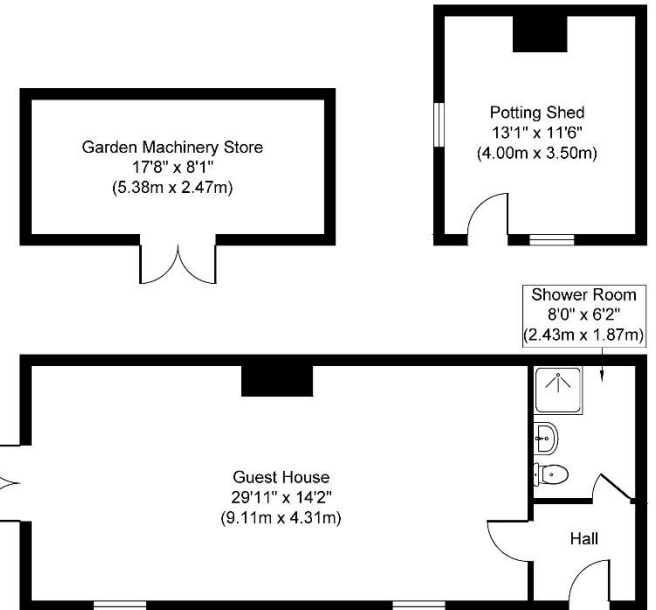 Potting Shed
13'1" x 11'6"
(4.00m x 3.50m)
Garden Machinery Store
17'8" x 8'1"
(5.38m x 2.47m)
Shower Room
8'0" x 6'2"
(2.43m x 1.87m)
Guest House
29'11" x 14'2"
(9.11m x 4.31m)
Hall